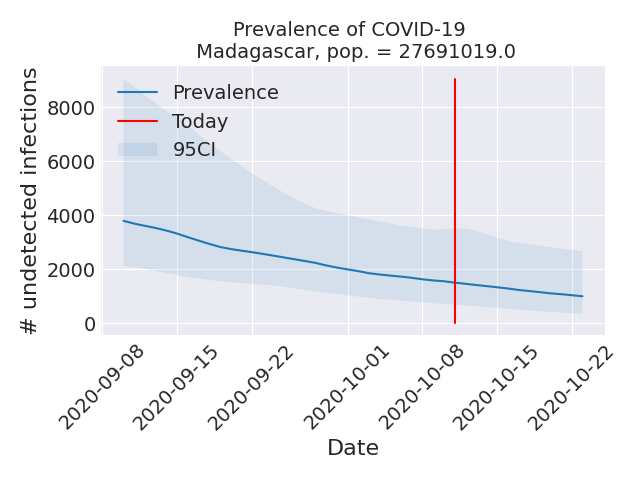 Prevalence of COVID-19
Madagascar, pop. = 27691019.0
# undetected infections
8000
6000
4000
2000
0
Prevalence
Today
95CI
2020-09-08
2020-09-15
2020-09-22
2020-10-01
2020-10-08
2020-10-15
2020-10-22
Date